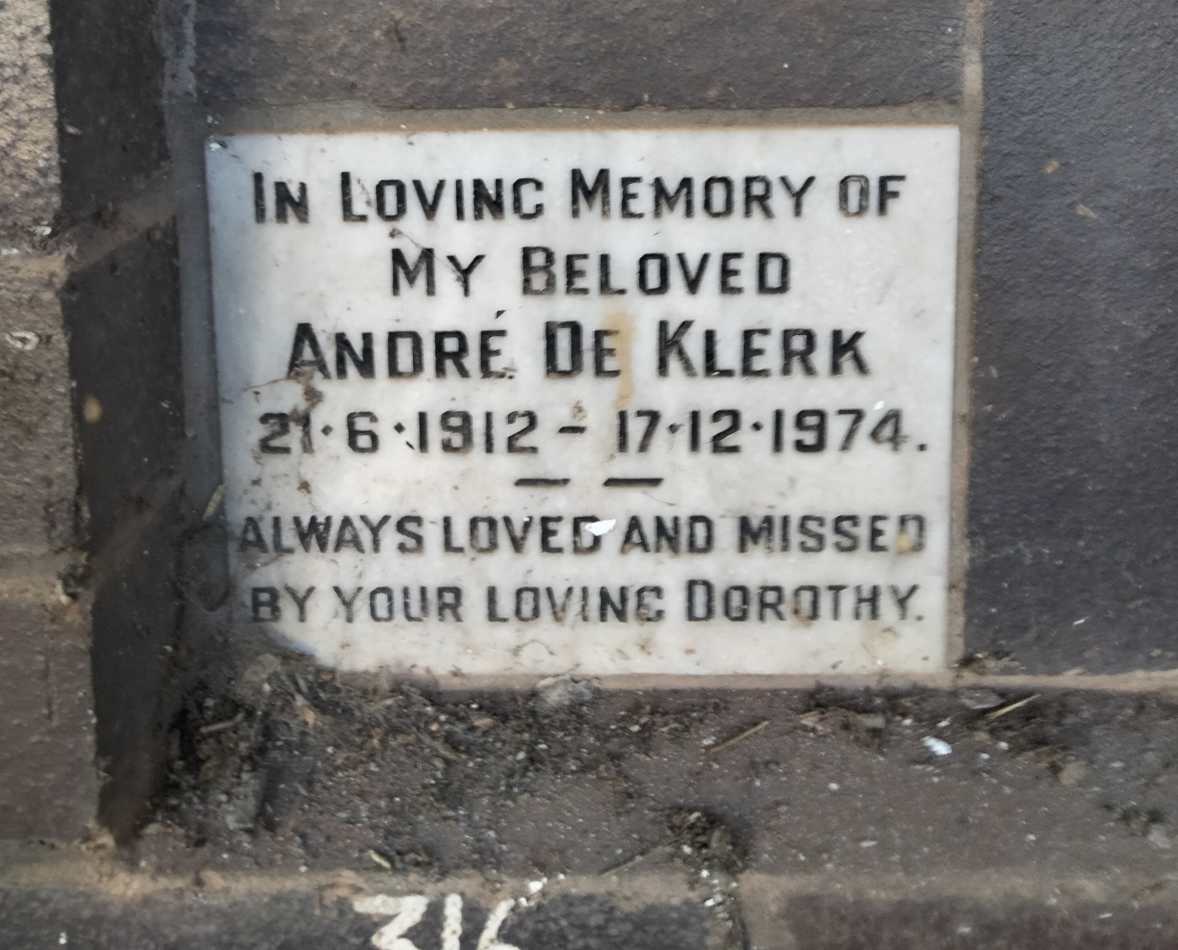 IN LOVING MEMORY OF
MY BELOVED
ANDRÉ DE KLERK
21·6·1912 – 17·12·1974.
— —
ALWAYS LOVED AND MISSED
BY YOUR LOVING DOROTHY.
316